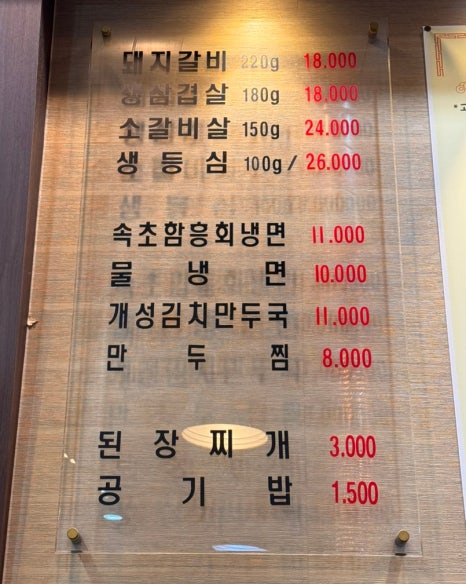 돼지갈비 220g 18.000
생삼겹살 180g 18.000
소갈비살 150g 24.000
생등심 100g / 26.000
속초함흥회냉면 11.000
물냉면 10.000
개성김치만두국 11.000
만두찜 8.000
된장찌개 3.000
공기밥 1.500